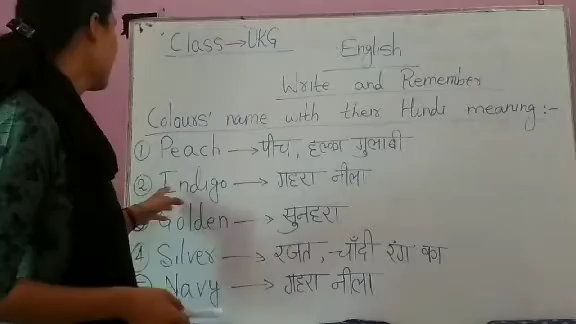 Class→UKG
English
Write and Remember
Colours' name with their Hindi meaning:-
① Peach → पीच, हल्का गुलाबी
② Indigo → गहरा नीला
Golden → सुनहरा
④ Silver → रजत, चाँदी रंग का
Navy → गहरा नीला